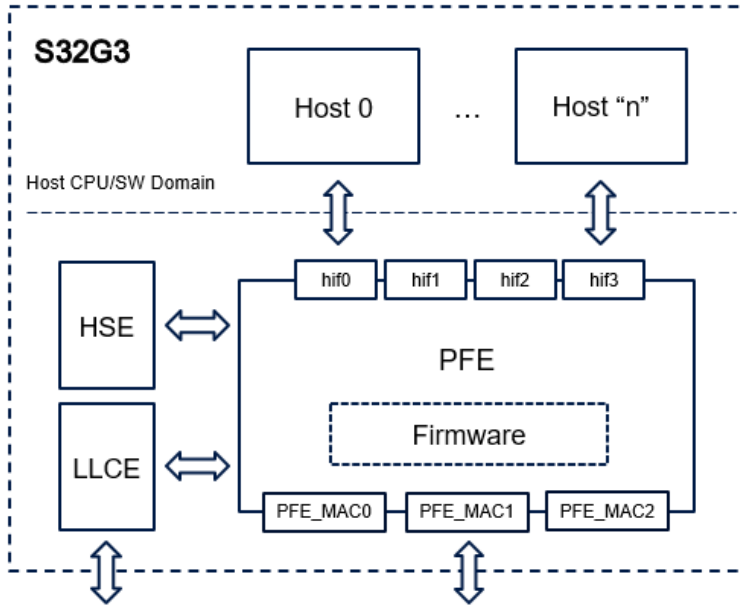 S32G3
Host 0
...
Host “n”
Host CPU/SW Domain
hif0
hif1
hif2
hif3
HSE
PFE
LLCE
Firmware
PFE_MAC0
PFE_MAC1
PFE_MAC2